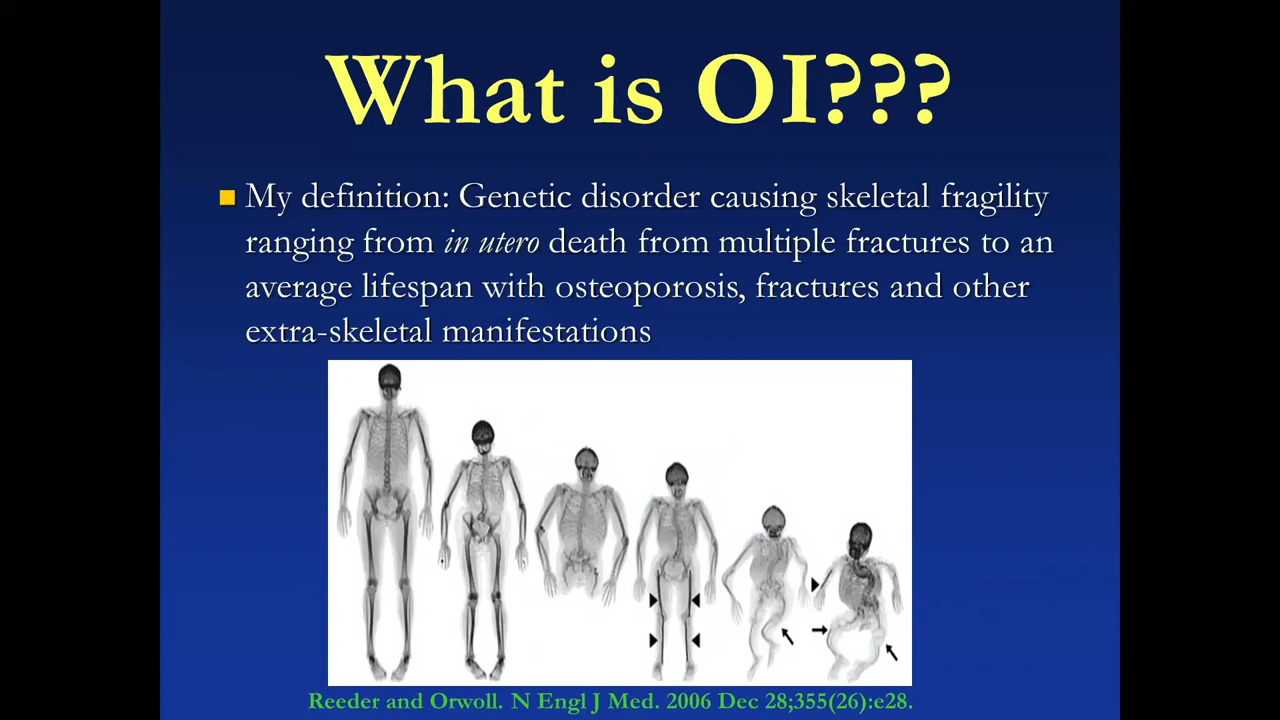 What is OI???
My definition: Genetic disorder causing skeletal fragility
ranging from in utero death from multiple fractures to an
average lifespan with osteoporosis, fractures and other
extra-skeletal manifestations
Reeder and Orwoll. N Engl J Med. 2006 Dec 28;355(26):e28.